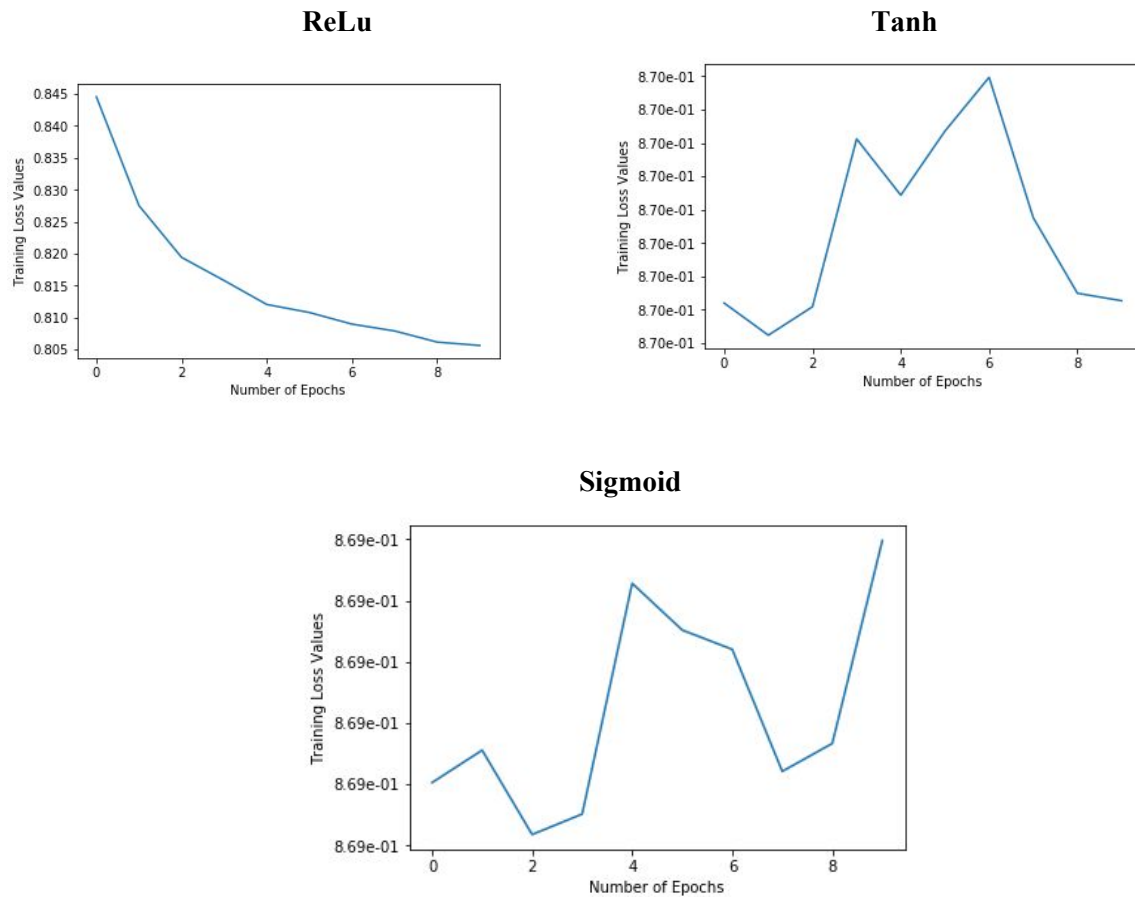 ReLu
Tanh
0.845
0.840
0.835
0.830
0.825
0.820
0.815
0.810
0.805
Training Loss Values
0 2 4 6 8
Number of Epochs
8.70e-01
8.70e-01
8.70e-01
8.70e-01
8.70e-01
8.70e-01
8.70e-01
8.70e-01
8.70e-01
Training Loss Values
0 2 4 6 8
Number of Epochs
Sigmoid
8.69e-01
8.69e-01
8.69e-01
8.69e-01
8.69e-01
8.69e-01
Training Loss Values
0 2 4 6 8
Number of Epochs